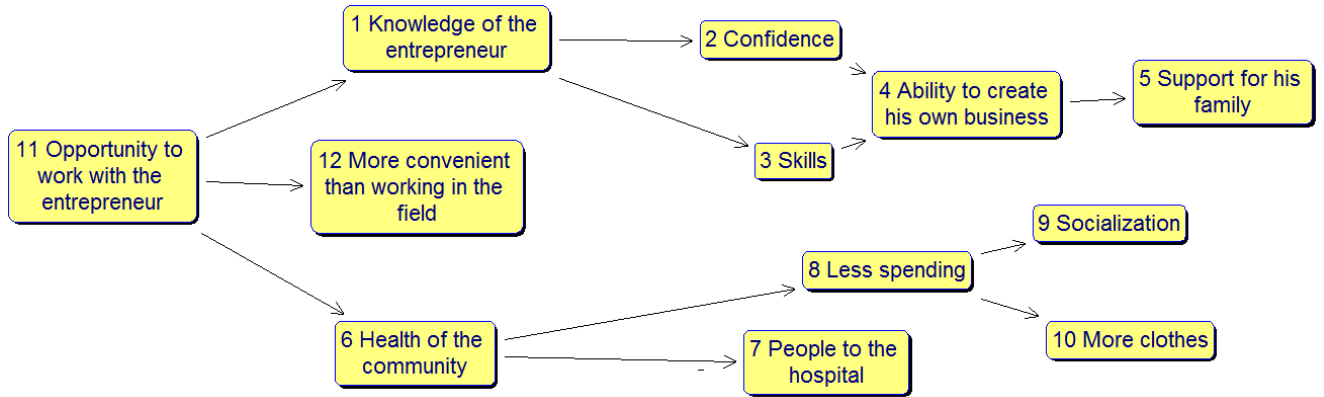 1 Knowledge of the
entrepreneur
2 Confidence
4 Ability to create
his own business
5 Support for his
family
3 Skills
11 Opportunity to
work with the
entrepreneur
12 More convenient
than working in the
field
9 Socialization
8 Less spending
10 More clothes
6 Health of the
community
7 People to the
hospital
-